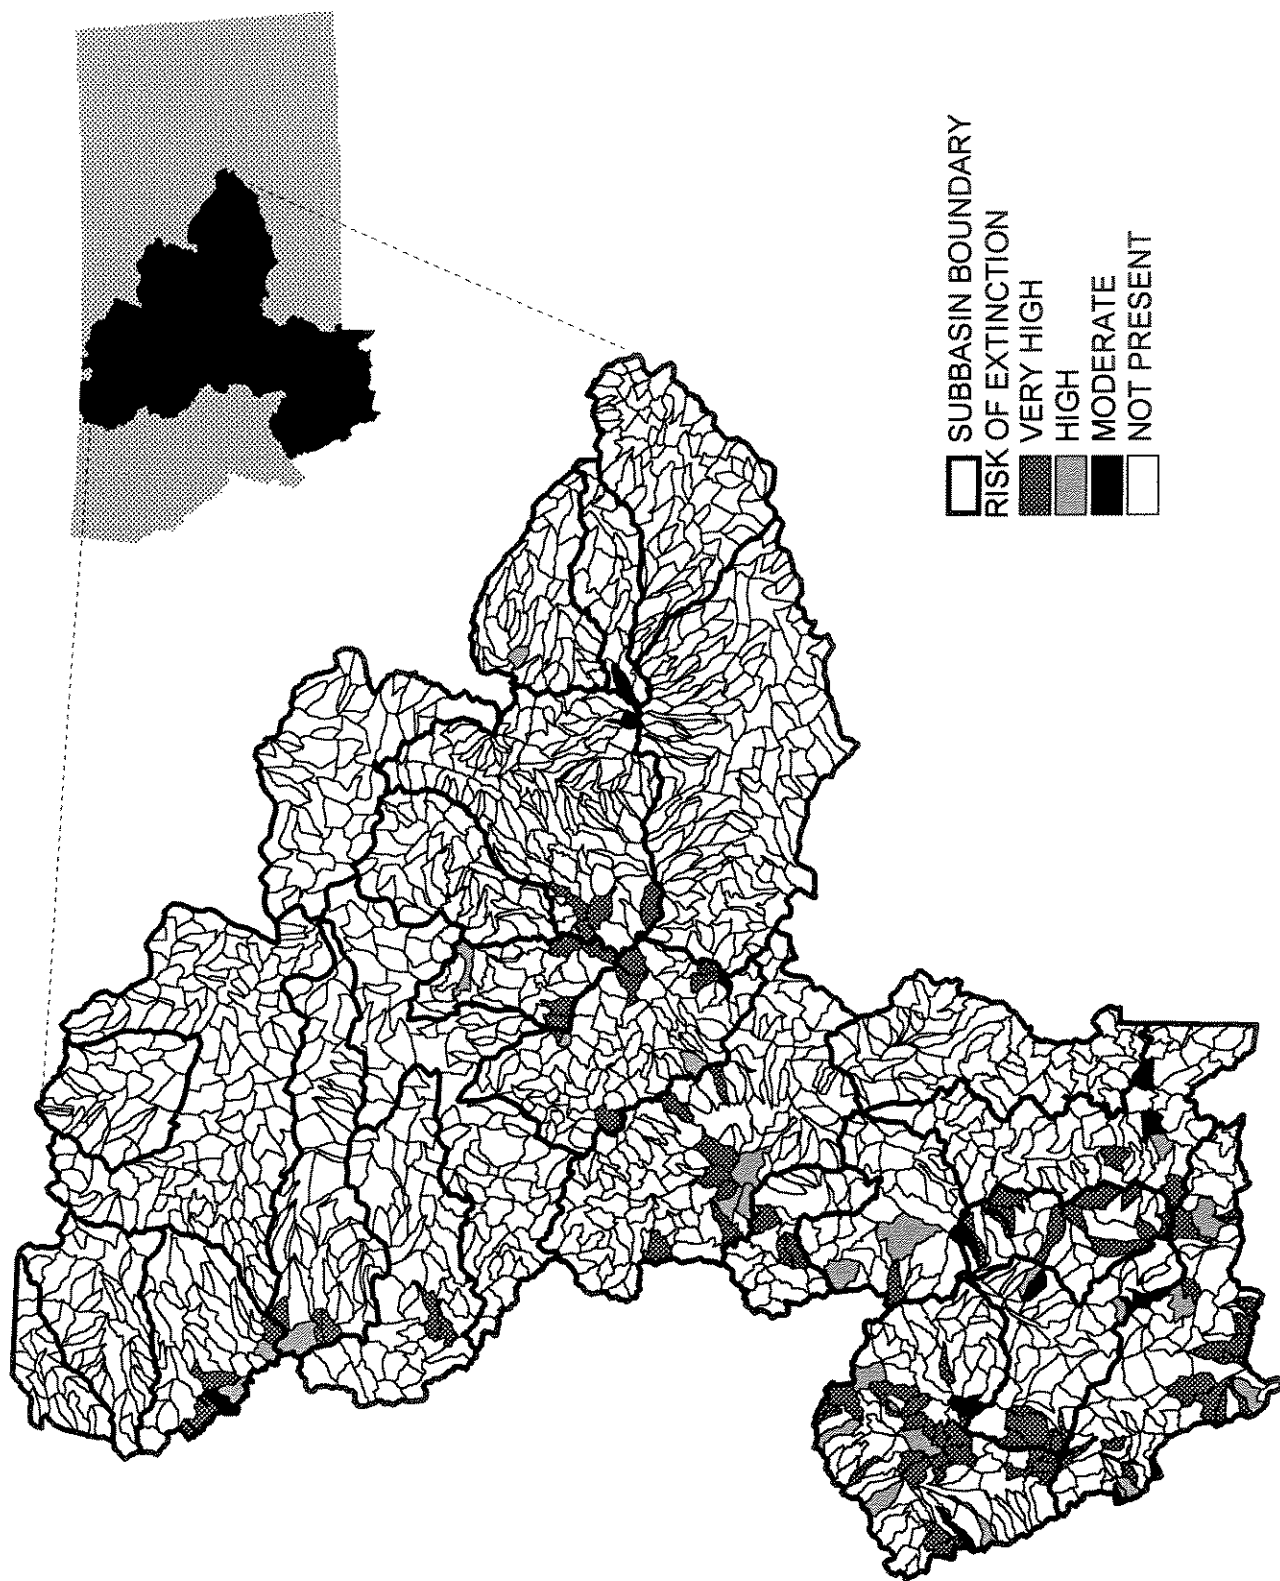 SUBBASIN BOUNDARY
RISK OF EXTINCTION
VERY HIGH
HIGH
MODERATE
NOT PRESENT